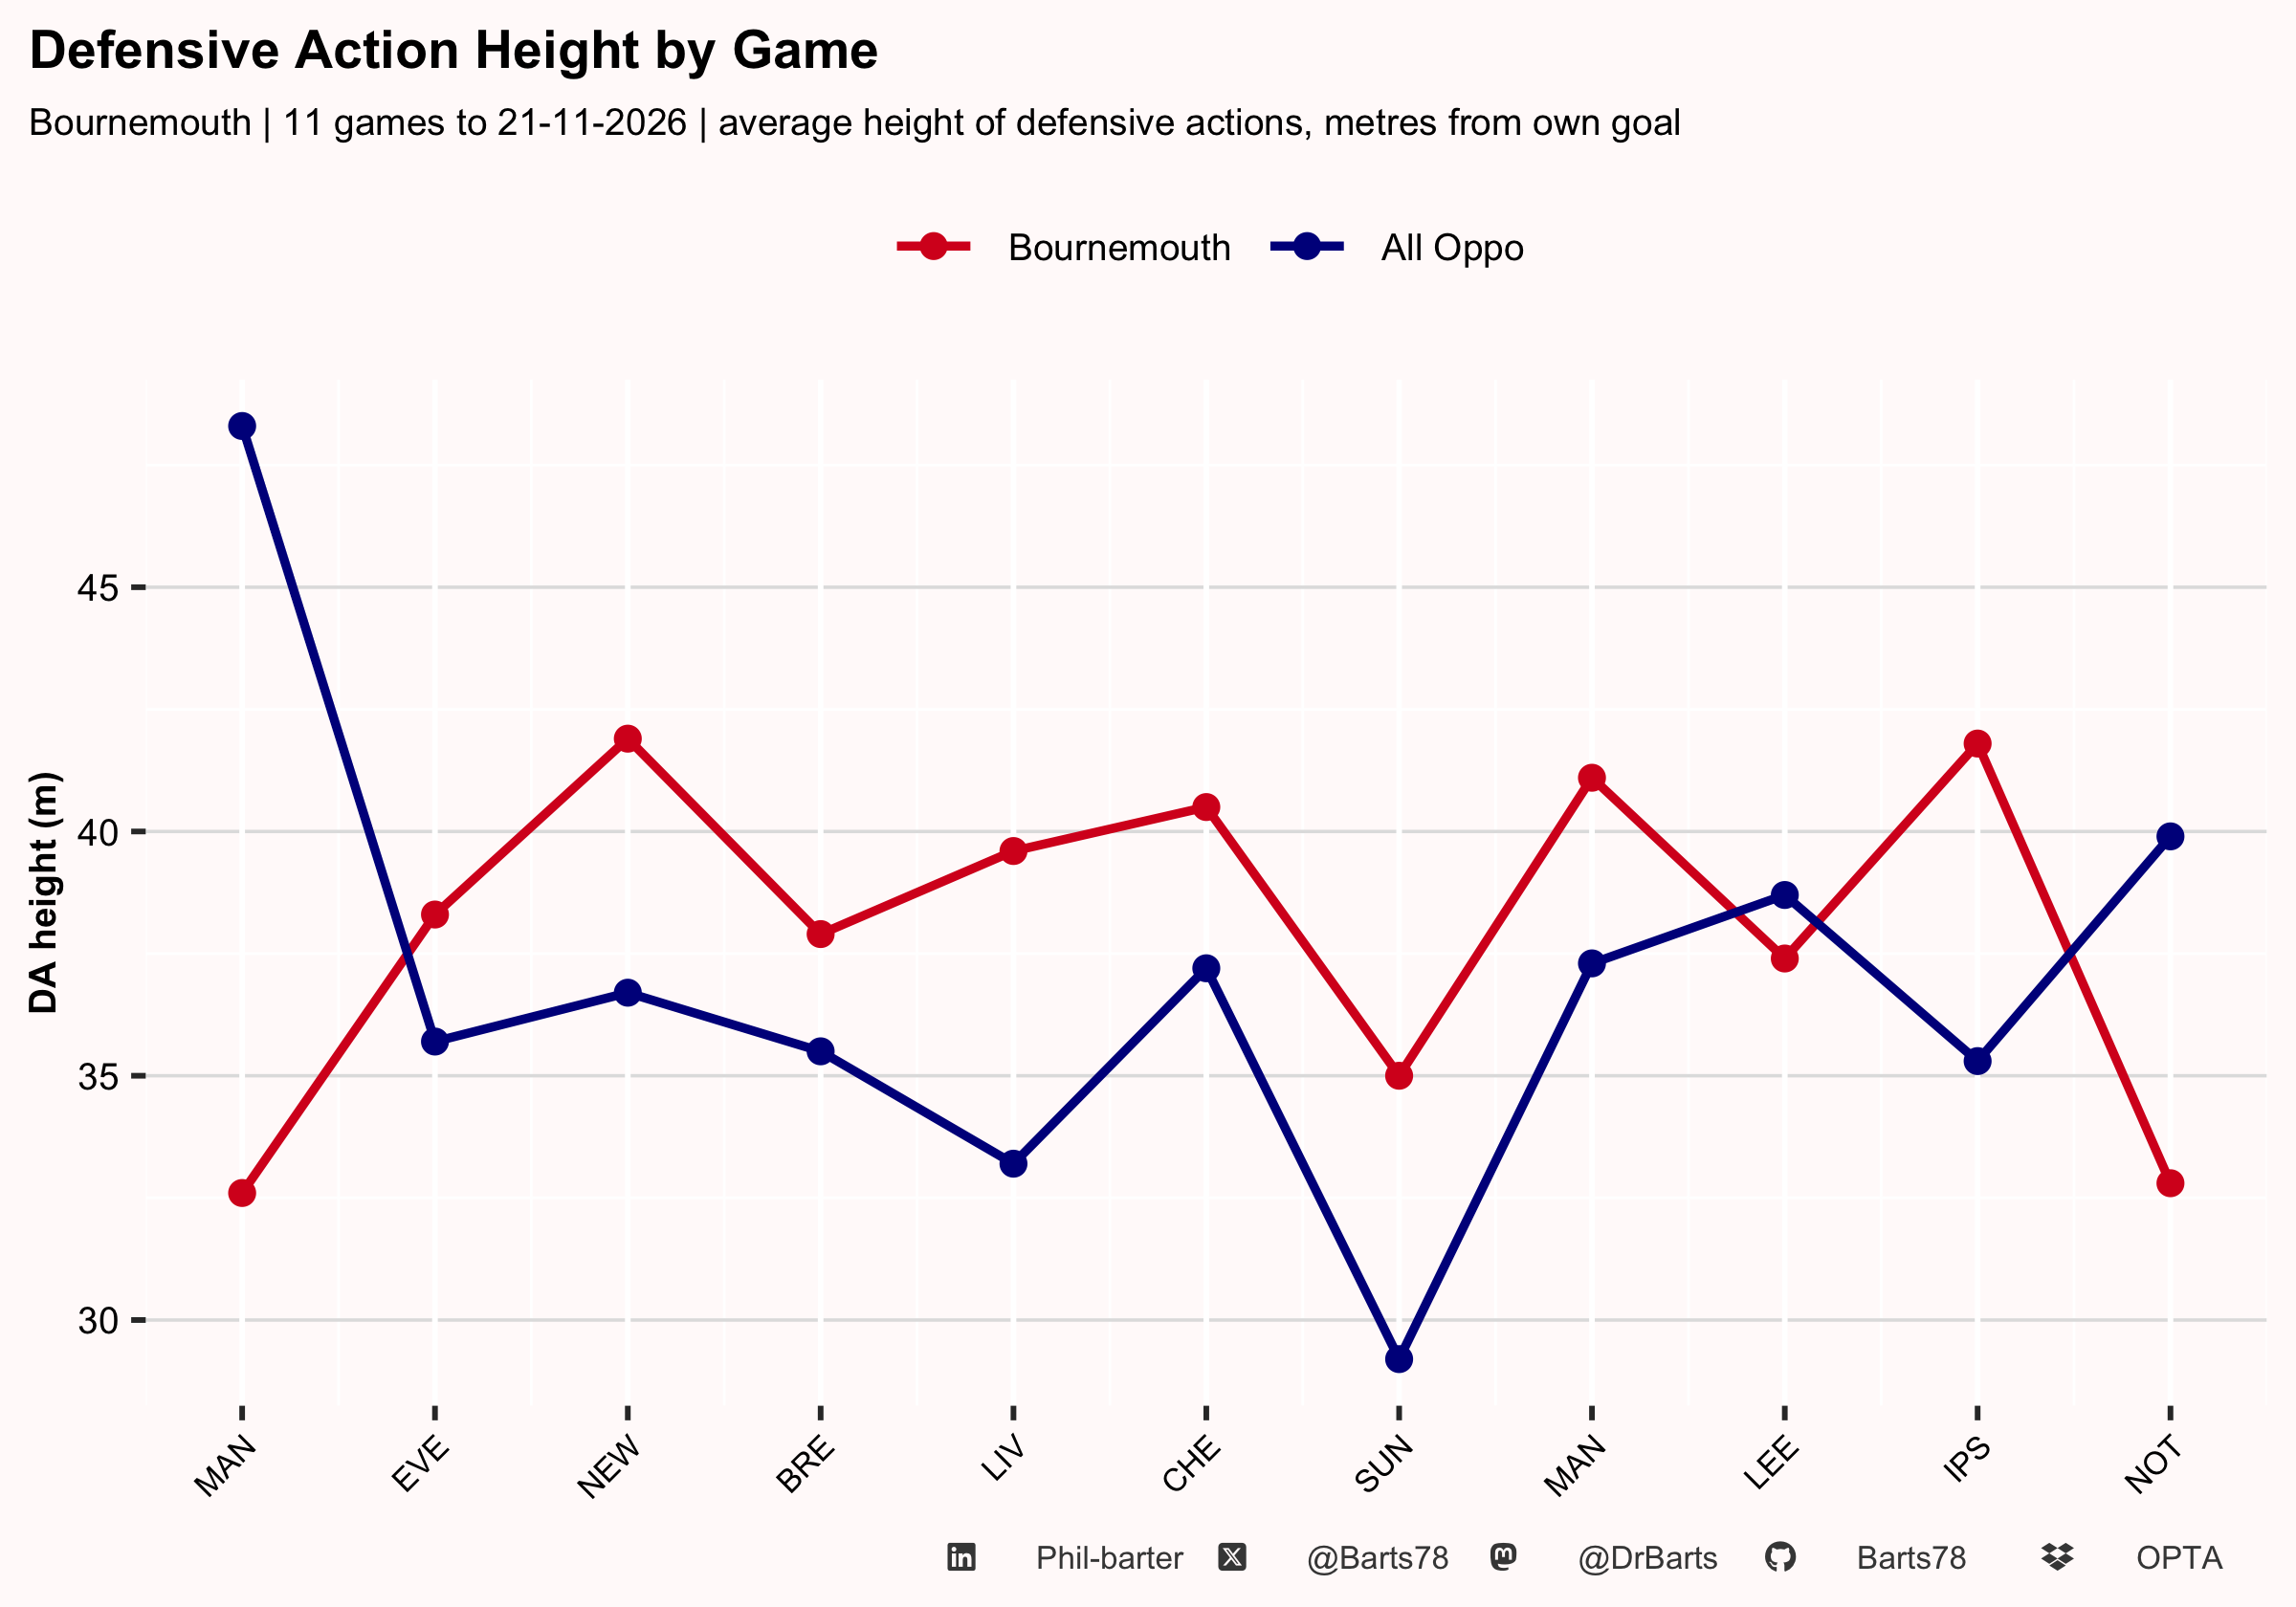 Defensive Action Height by Game
Bournemouth | 11 games to 21-11-2026 | average height of defensive actions, metres from own goal
Bournemouth All Oppo
DA height (m)
45
40
35
30
MAN EVE NEW BRE LIV CHE SUN MAN LEE IPS NOT
Phil-barter @Barts78 @DrBarts Barts78 OPTA